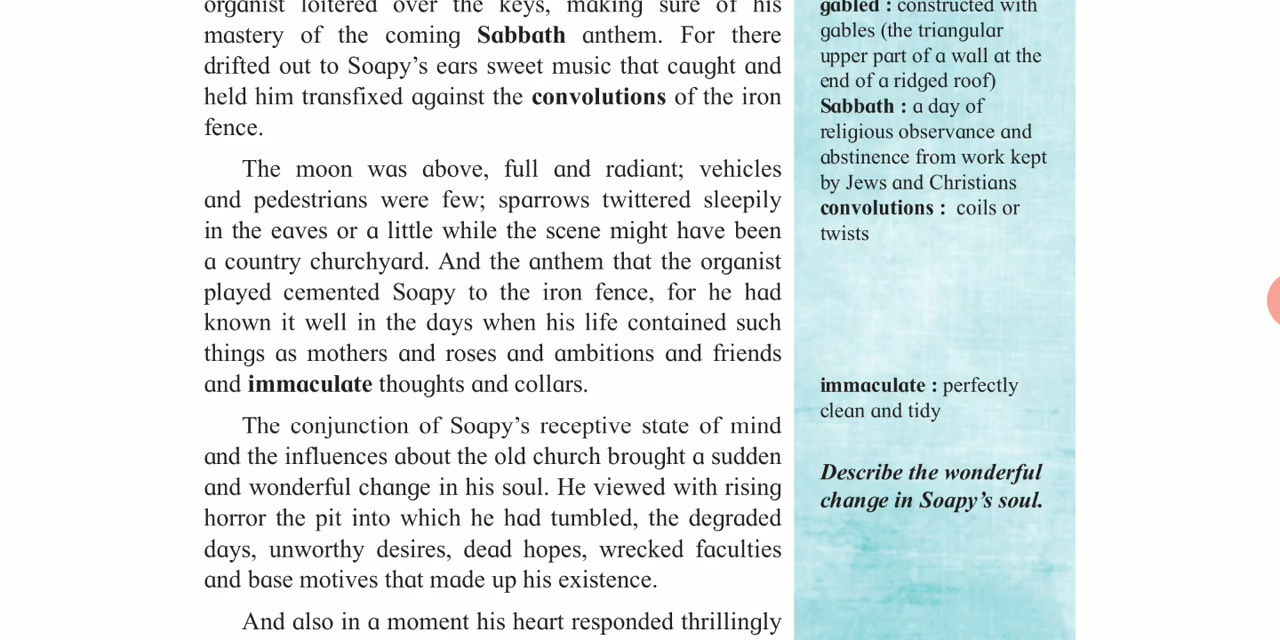 organist loitered over the keys, making sure of his
mastery of the coming Sabbath anthem. For there
drifted out to Soapy's ears sweet music that caught and
held him transfixed against the convolutions of the iron
fence.
The moon was above, full and radiant; vehicles
and pedestrians were few; sparrows twittered sleepily
in the eaves or a little while the scene might have been
a country churchyard. And the anthem that the organist
played cemented Soapy to the iron fence, for he had
known it well in the days when his life contained such
things as mothers and roses and ambitions and friends
and immaculate thoughts and collars.
The conjunction of Soapy's receptive state of mind
and the influences about the old church brought a sudden
and wonderful change in his soul. He viewed with rising
horror the pit into which he had tumbled, the degraded
days, unworthy desires, dead hopes, wrecked faculties
and base motives that made up his existence.
And also in a moment his heart responded thrillingly
gabled : constructed with
gables (the triangular
upper part of a wall at the
end of a ridged roof)
Sabbath : a day of
religious observance and
abstinence from work kept
by Jews and Christians
convolutions : coils or
twists
immaculate : perfectly
clean and tidy
Describe the wonderful
change in Soapy's soul.